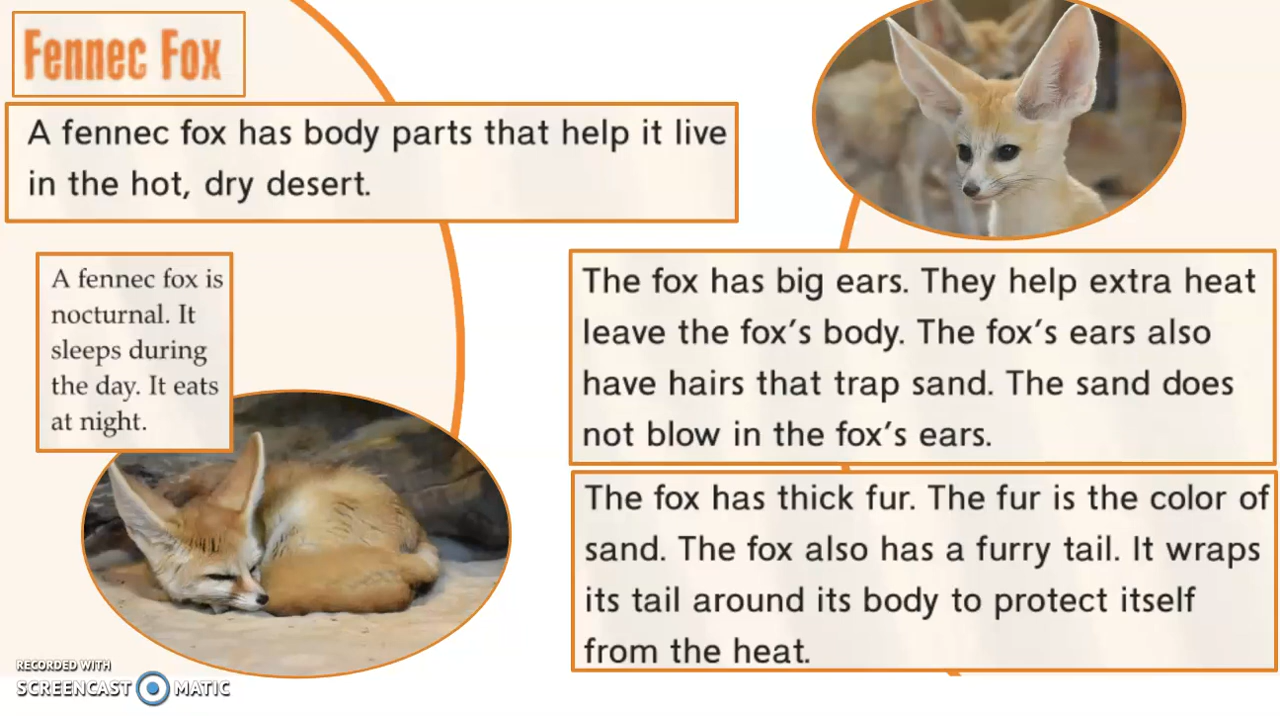 Fennec Fox
A fennec fox has body parts that help it live
in the hot, dry desert.
A fennec fox is
nocturnal. It
sleeps during
the day. It eats
at night.
The fox has big ears. They help extra heat
leave the fox's body. The fox's ears also
have hairs that trap sand. The sand does
not blow in the fox's ears.
The fox has thick fur. The fur is the color of
sand. The fox also has a furry tail. It wraps
its tail around its body to protect itself
from the heat.
RECORDED WITH
SCREENCAST MATIC